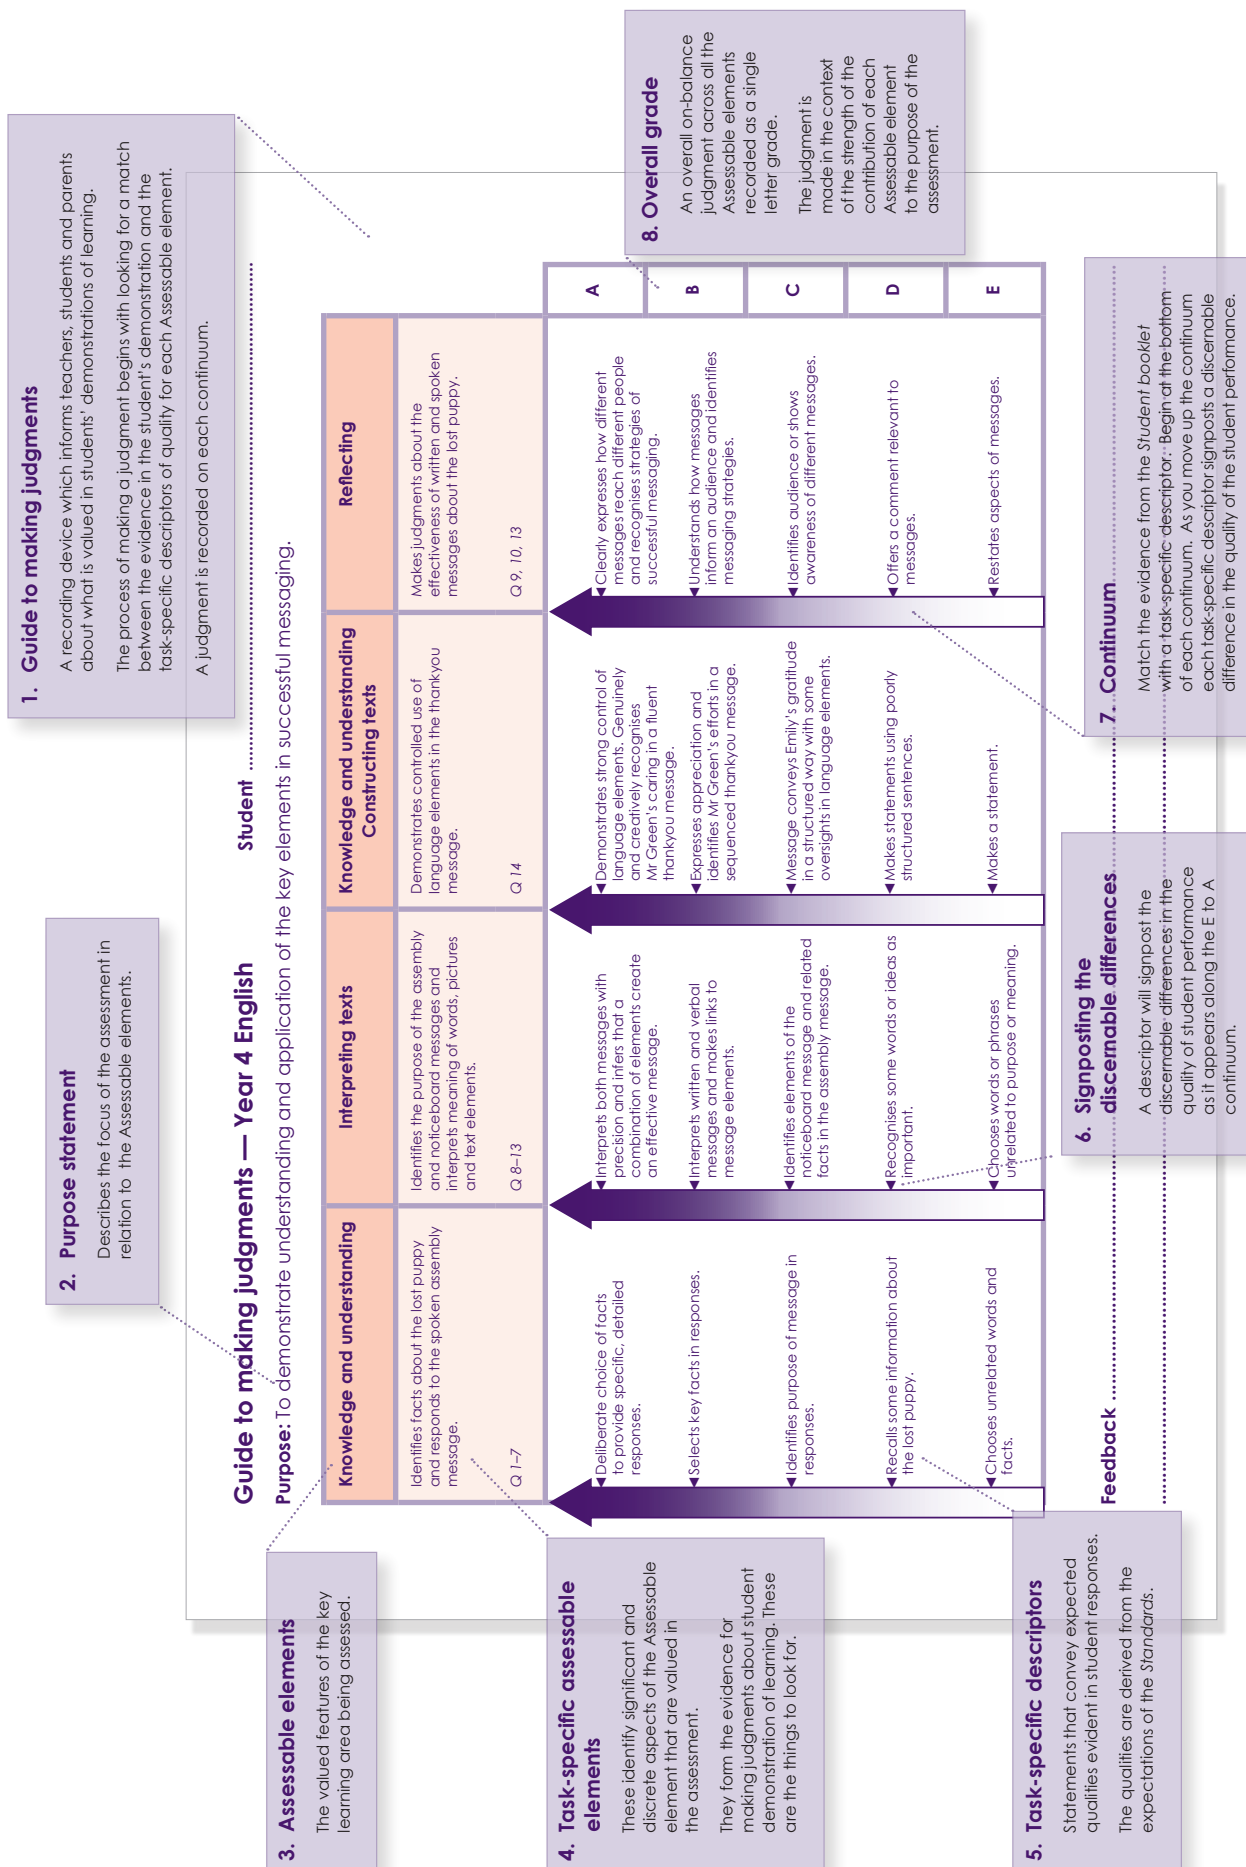 1. Guide to making judgments
A recording device which informs teachers, students and parents
about what is valued in students' demonstrations of learning.
The process of making a judgment begins with looking for a match
between the evidence in the student's demonstration and the
task-specific descriptors of quality for each Assessable element.
A judgment is recorded on each continuum.
2. Purpose statement
Describes the focus of the assessment in
relation to the Assessable elements.
3. Assessable elements
The valued features of the key
learning area being assessed.
4. Task-specific assessable
elements
These identify significant and
discrete aspects of the Assessable
element that are valued in
the assessment.
They form the evidence for
making judgments about student
demonstration of learning. These
are the things to look for.
5. Task-specific descriptors
Statements that convey expected
qualities evident in student responses.
The qualities are derived from the
expectations of the Standards.
Guide to making judgments — Year 4 English
Student
Purpose: To demonstrate understanding and application of the key elements in successful messaging.
Knowledge and understanding
Identifies facts about the lost puppy
and responds to the spoken assembly
message.
Q 1–7
Deliberate choice of facts
to provide specific, detailed
responses.
Selects key facts in responses.
Identifies purpose of message in
responses.
Recalls some information about
the lost puppy.
Chooses unrelated words and
facts.
Interpreting texts
Identifies the purpose of the assembly
and noticeboard messages and
interprets meaning of words, pictures
and text elements.
Q 8–13
Interprets both messages with
precision and infers that a
combination of elements create
an effective message.
Interprets written and verbal
messages and makes links to
message elements.
Identifies elements of the
noticeboard message and related
facts in the assembly message.
Recognises some words or ideas as
important.
Chooses words or phrases
unrelated to purpose or meaning.
Knowledge and understanding
Constructing texts
Demonstrates controlled use of
language elements in the thankyou
message.
Q 14
Demonstrates strong control of
language elements. Genuinely
and creatively recognises
Mr Green's caring in a fluent
thankyou message.
Expresses appreciation and
identifies Mr Green's efforts in a
sequenced thankyou message.
Message conveys Emily's gratitude
in a structured way with some
oversights in language elements.
Makes statements using poorly
structured sentences.
Makes a statement.
Reflecting
Makes judgments about the
effectiveness of written and spoken
messages about the lost puppy.
Q 9, 10, 13
Clearly expresses how different
messages reach different people
and recognises strategies of
successful messaging.
Understands how messages
inform an audience and identifies
messaging strategies.
Identifies audience or shows
awareness of different messages.
Offers a comment relevant to
messages.
Restates aspects of messages.
A
B
C
D
E
Feedback
6. Signposting the
discernable differences
A descriptor will signpost the
discernable differences in the
quality of student performance
as it appears along the E to A
continuum.
7. Continuum
Match the evidence from the Student booklet
with a task-specific descriptor. Begin at the bottom
of each continuum. As you move up the continuum
each task-specific descriptor signposts a discernable
difference in the quality of the student performance.
8. Overall grade
An overall on-balance
judgment across all the
Assessable elements
recorded as a single
letter grade.
The judgment is
made in the context
of the strength of the
contribution of each
Assessable element
to the purpose of the
assessment.